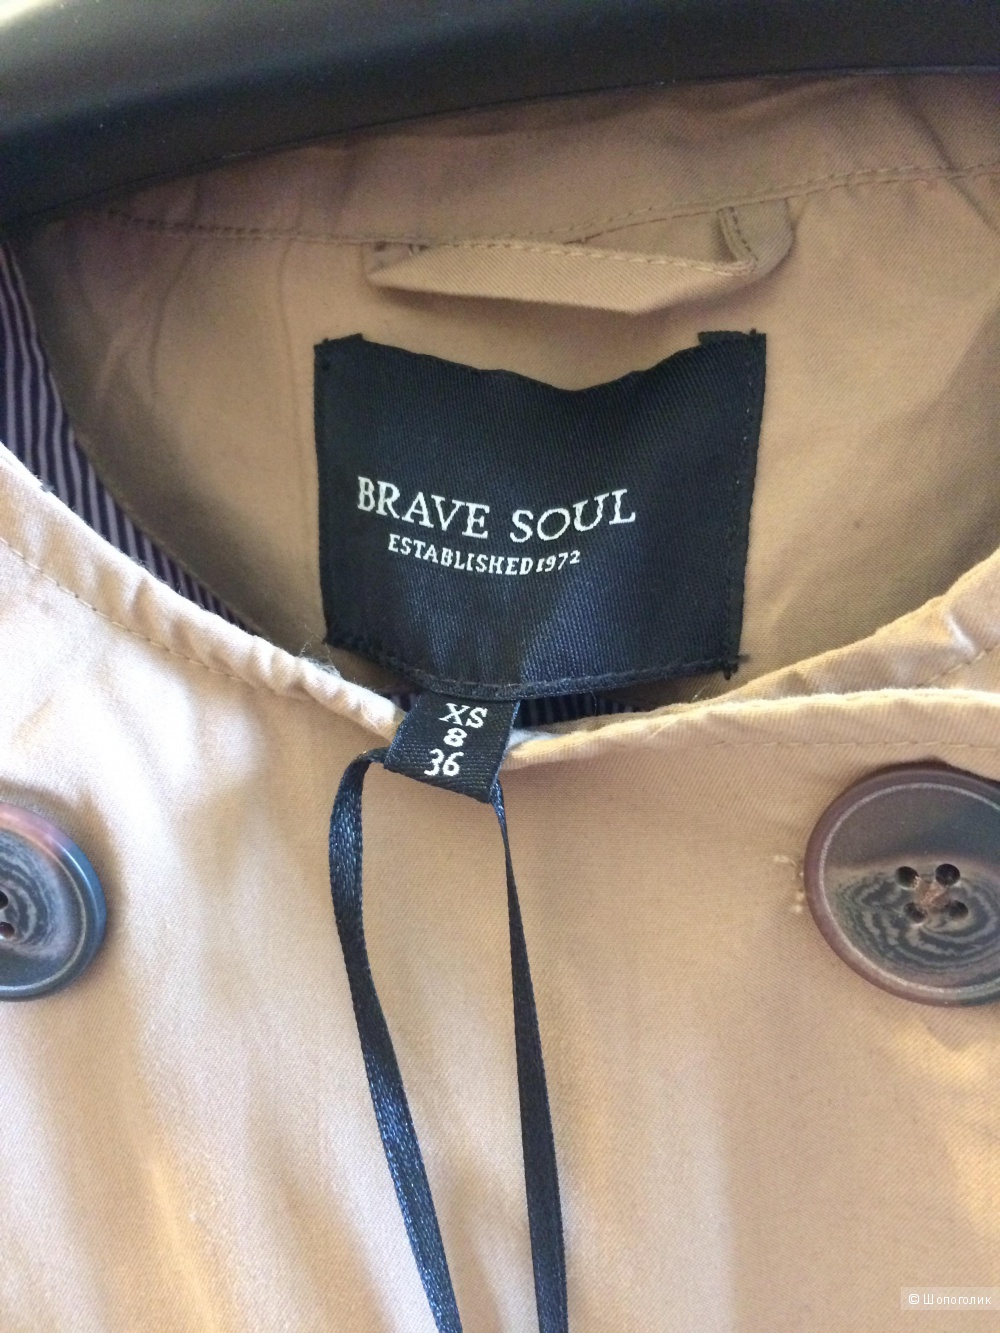 BRAVE SOUL
ESTABLISHED 1972
XS
8
36
© Шопоголик